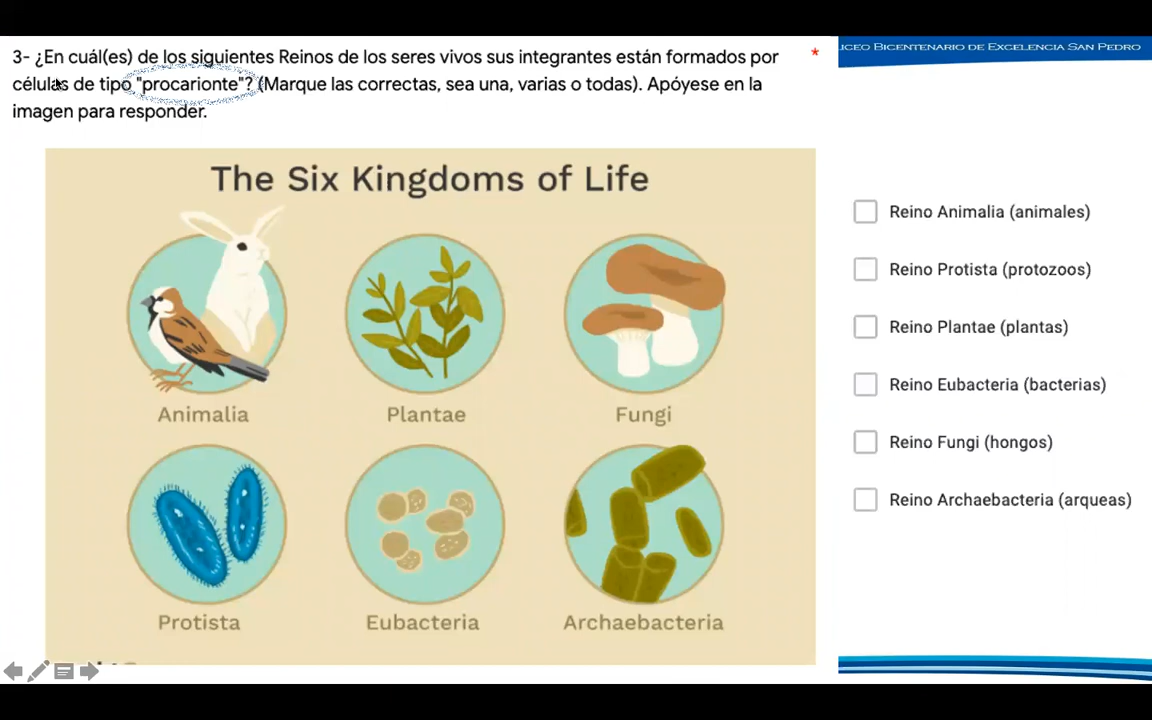 3- ¿En cuál(es) de los siguientes Reinos de los seres vivos sus integrantes están formados por *
células de tipo "procarionte"? (Marque las correctas, sea una, varias o todas). Apóyese en la
imagen para responder.
LICEO BICENTENARIO DE EXCELENCIA SAN PEDRO
The Six Kingdoms of Life
Animalia
Plantae
Fungi
Protista
Eubacteria
Archaebacteria
Reino Animalia (animales)
Reino Protista (protozoos)
Reino Plantae (plantas)
Reino Eubacteria (bacterias)
Reino Fungi (hongos)
Reino Archaebacteria (arqueas)